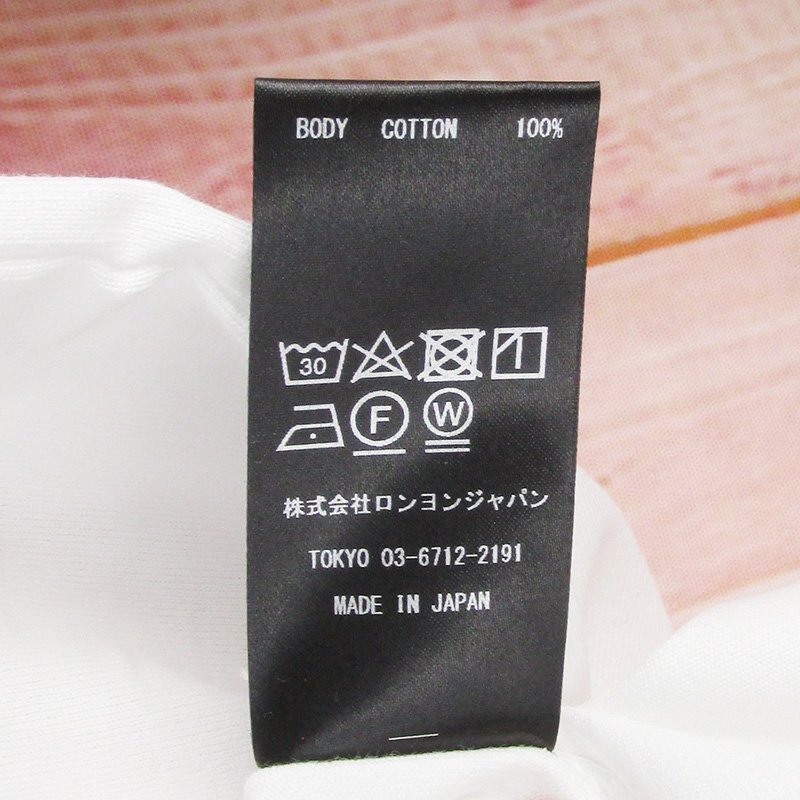 BODY COTTON 100%
30
F W
株式会社ロンヨンジャパン
TOKYO 03-6712-2191
MADE IN JAPAN